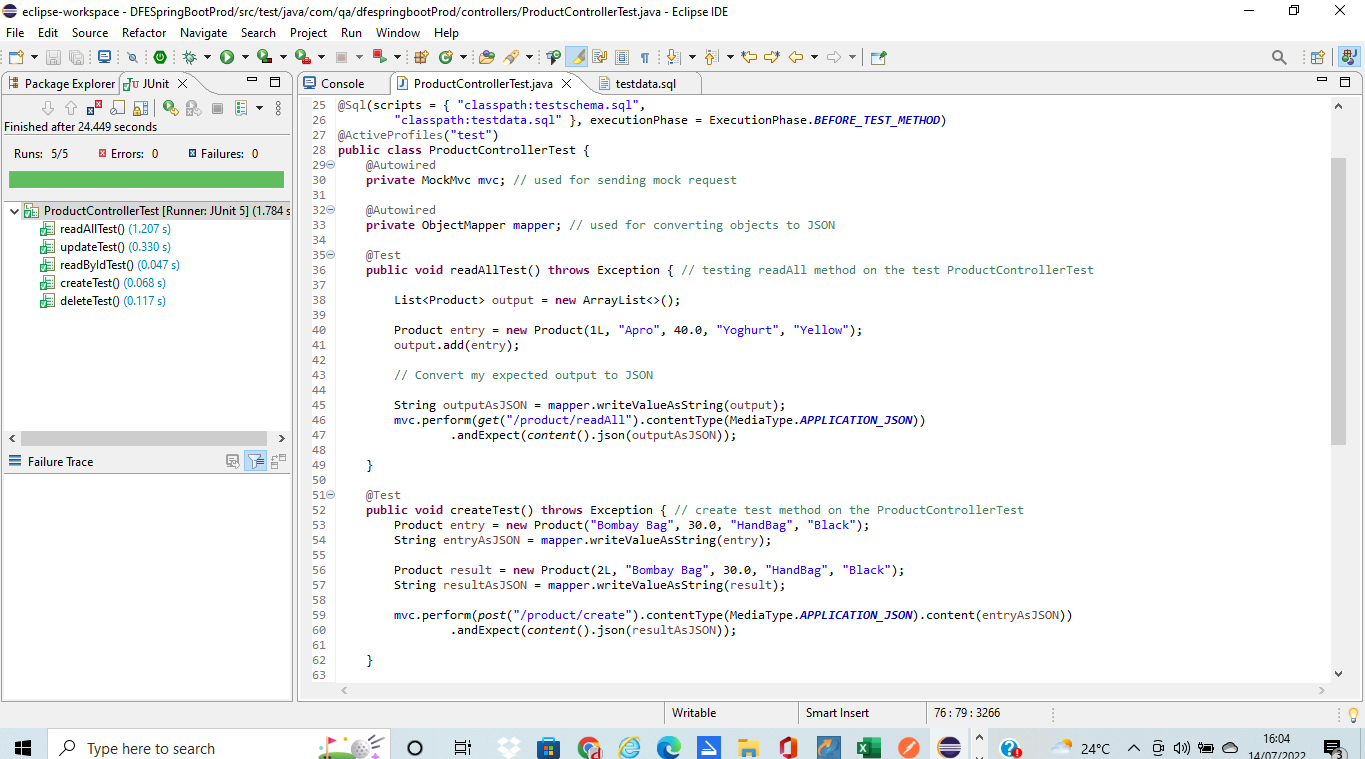 eclipse-workspace - DFESpringBootProd/src/test/java/com/qa/dfespringbootProd/controllers/ProductControllerTest.java - Eclipse IDE
File Edit Source Refactor Navigate Search Project Run Window Help
Package Explorer JUnit
Console ProductControllerTest.java testdata.sql
Finished after 24.449 seconds
Runs: 5/5 Errors: 0 Failures: 0
ProductControllerTest [Runner: JUnit 5] (1.784 s
readAllTest() (1.207 s)
updateTest() (0.330 s)
readByIdTest() (0.047 s)
createTest() (0.068 s)
deleteTest() (0.117 s)
Failure Trace
25 @Sql(scripts = { "classpath:testschema.sql",
26 "classpath:testdata.sql" }, executionPhase = ExecutionPhase.BEFORE_TEST_METHOD)
27 @ActiveProfiles("test")
28 public class ProductControllerTest {
29 @Autowired
30 private MockMvc mvc; // used for sending mock request
31
32 @Autowired
33 private ObjectMapper mapper; // used for converting objects to JSON
34
35 @Test
36 public void readAllTest() throws Exception { // testing readAll method on the test ProductControllerTest
37
38 List<Product> output = new ArrayList<>();
39
40 Product entry = new Product(1L, "Apro", 40.0, "Yoghurt", "Yellow");
41 output.add(entry);
42
43 // Convert my expected output to JSON
44
45 String outputAsJSON = mapper.writeValueAsString(output);
46 mvc.perform(get("/product/readAll").contentType(MediaType.APPLICATION_JSON))
47 .andExpect(content().json(outputAsJSON));
48
49 }
50
51 @Test
52 public void createTest() throws Exception { // create test method on the ProductControllerTest
53 Product entry = new Product("Bombay Bag", 30.0, "HandBag", "Black");
54 String entryAsJSON = mapper.writeValueAsString(entry);
55
56 Product result = new Product(2L, "Bombay Bag", 30.0, "HandBag", "Black");
57 String resultAsJSON = mapper.writeValueAsString(result);
58
59 mvc.perform(post("/product/create").contentType(MediaType.APPLICATION_JSON).content(entryAsJSON))
60 .andExpect(content().json(resultAsJSON));
61
62 }
63
Writable Smart Insert 76 : 79 : 3266
Type here to search
24°C
16:04
14/07/2022
3